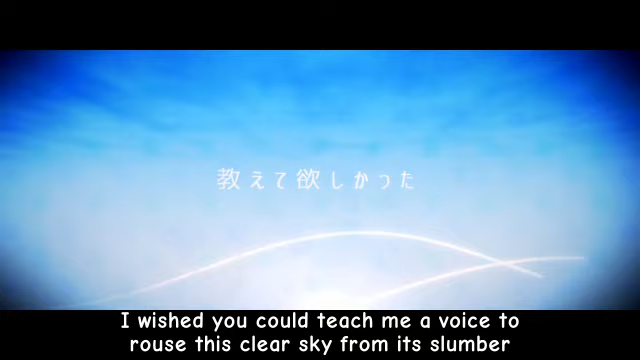 教えて欲しかった
I wished you could teach me a voice to
rouse this clear sky from its slumber